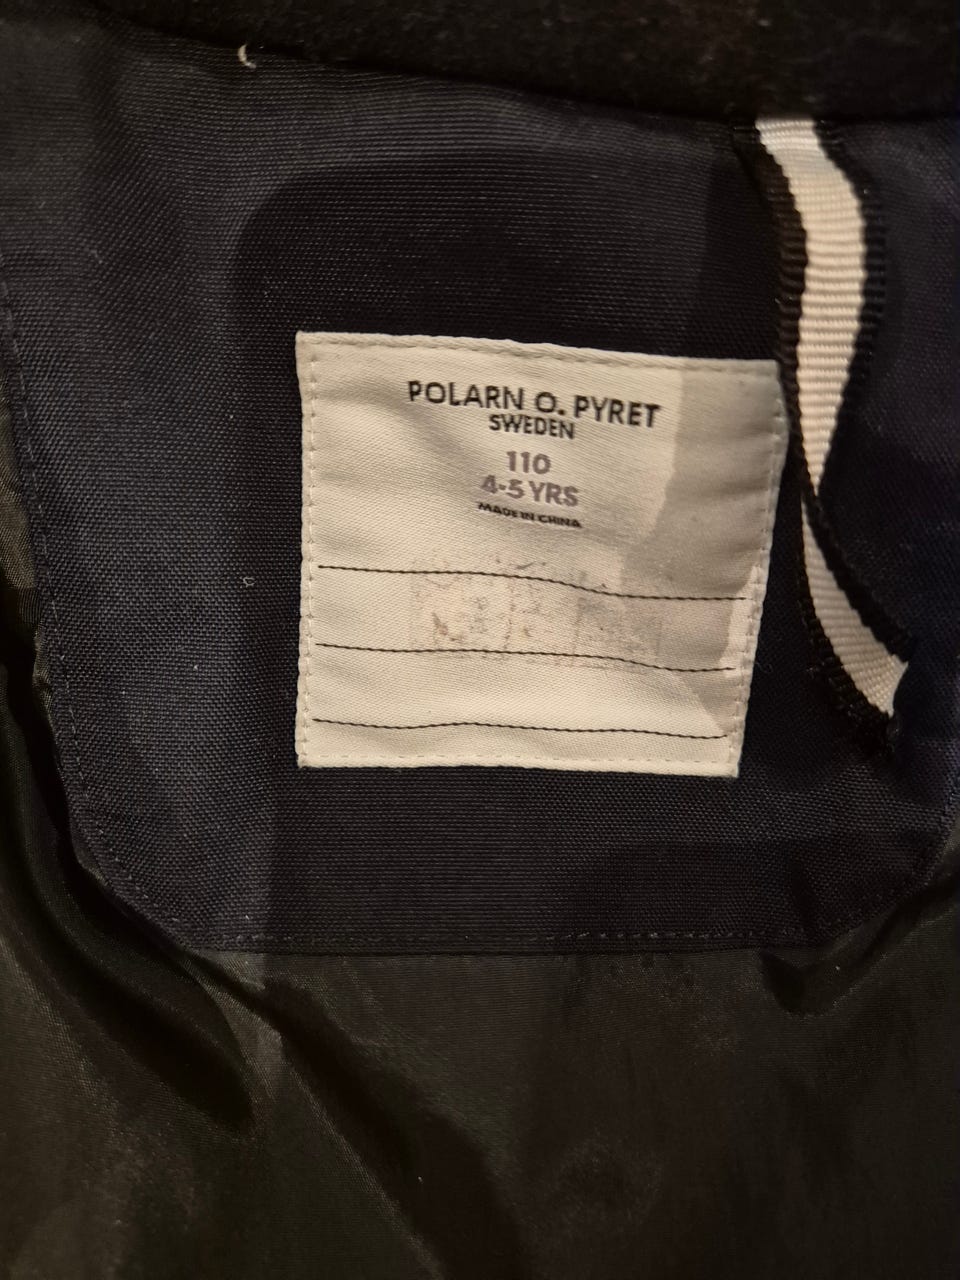 POLARN O. PYRET
SWEDEN
110
4-5 YRS
MADE IN CHINA